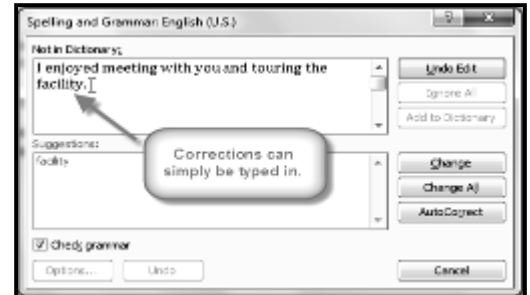 Spelling and Grammar: English (U.S.)
Not in Dictionary:
I enjoyed meeting with you and touring the
facility.
Undo Edit
Ignore All
Add to Dictionary
Suggestions:
facility
Corrections can
simply be typed in.
Change
Change All
AutoCorrect
Check grammar
Options...
Undo
Cancel